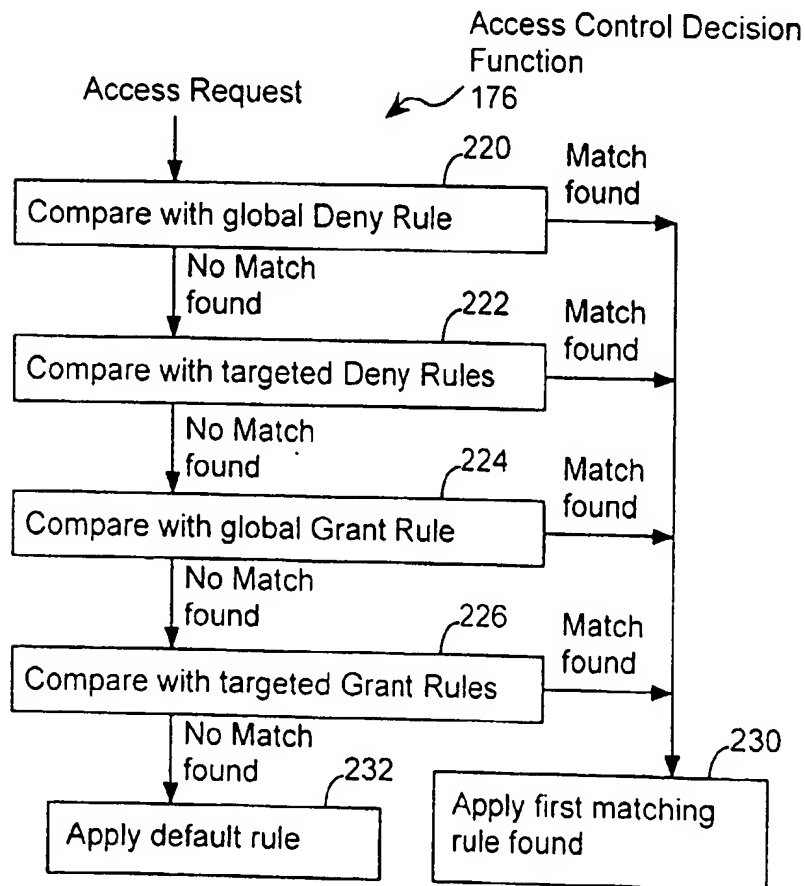 Access Control Decision
Function
176
Access Request
220
Match
found
Compare with global Deny Rule
No Match
found
222
Match
found
Compare with targeted Deny Rules
No Match
found
224
Match
found
Compare with global Grant Rule
No Match
found
226
Match
found
Compare with targeted Grant Rules
No Match
found
232
230
Apply default rule
Apply first matching
rule found